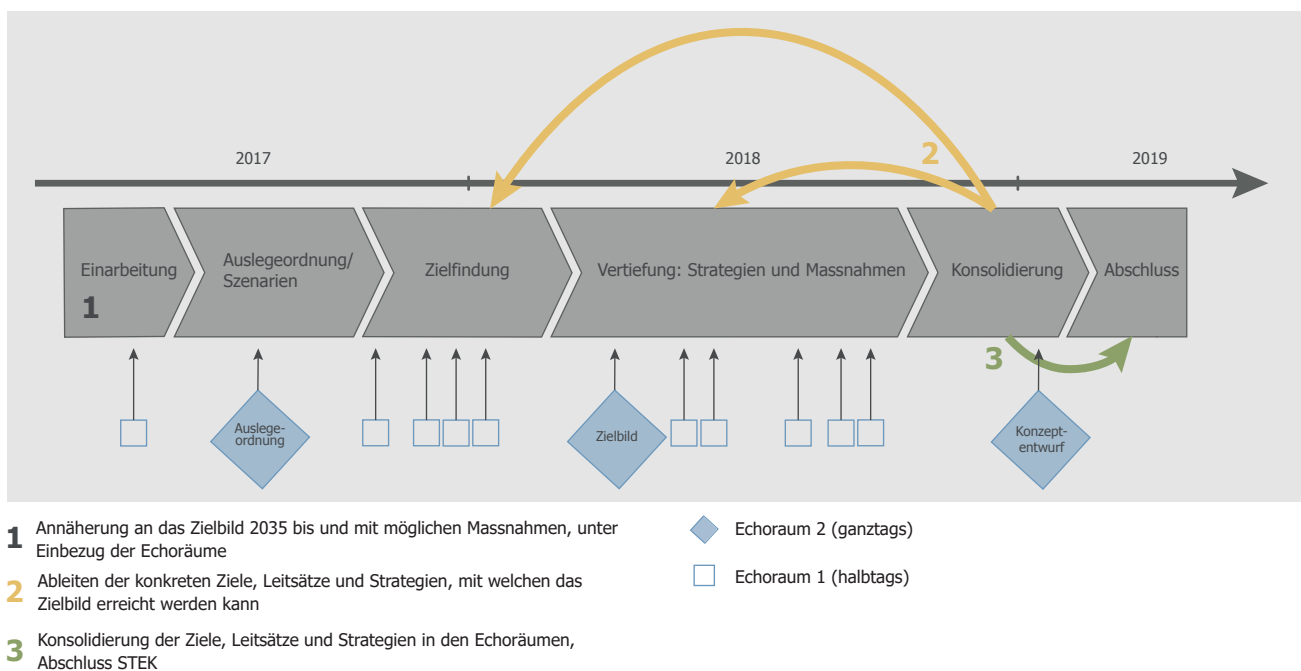 2017
2018
2019
2
Einarbeitung
1
Auslegeordnung/
Szenarien
Zielfindung
Vertiefung: Strategien und Massnahmen
Konsolidierung
Abschluss
3
Auslege-
ordnung
Zielbild
Konzept-
entwurf
1 Annäherung an das Zielbild 2035 bis und mit möglichen Massnahmen, unter
Einbezug der Echoräume
2 Ableiten der konkreten Ziele, Leitsätze und Strategien, mit welchen das
Zielbild erreicht werden kann
3 Konsolidierung der Ziele, Leitsätze und Strategien in den Echoräumen,
Abschluss STEK
Echoraum 2 (ganztags)
Echoraum 1 (halbtags)